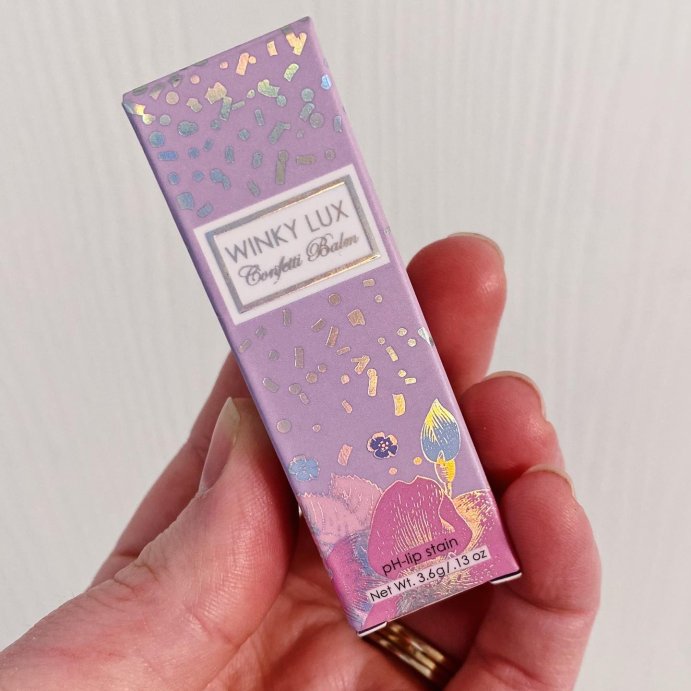 WINKY LUX
Confetti Balm
pH-lip stain
Net Wt. 3.6g/.13 oz